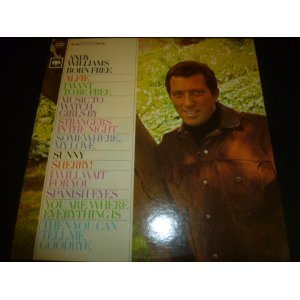 ANDY
WILLIAMS
BORN FREE
ALFIE
I WANT
TO BE FREE
MUSIC TO
WATCH
GIRLS BY
STRANGERS
IN THE NIGHT
SOMEWHERE,
MY LOVE
SUNNY
SHERRY!
I WILL WAIT
FOR YOU
SPANISH EYES
YOU ARE WHERE
EVERYTHING IS
THEN YOU CAN
TELL ME
GOODBYE